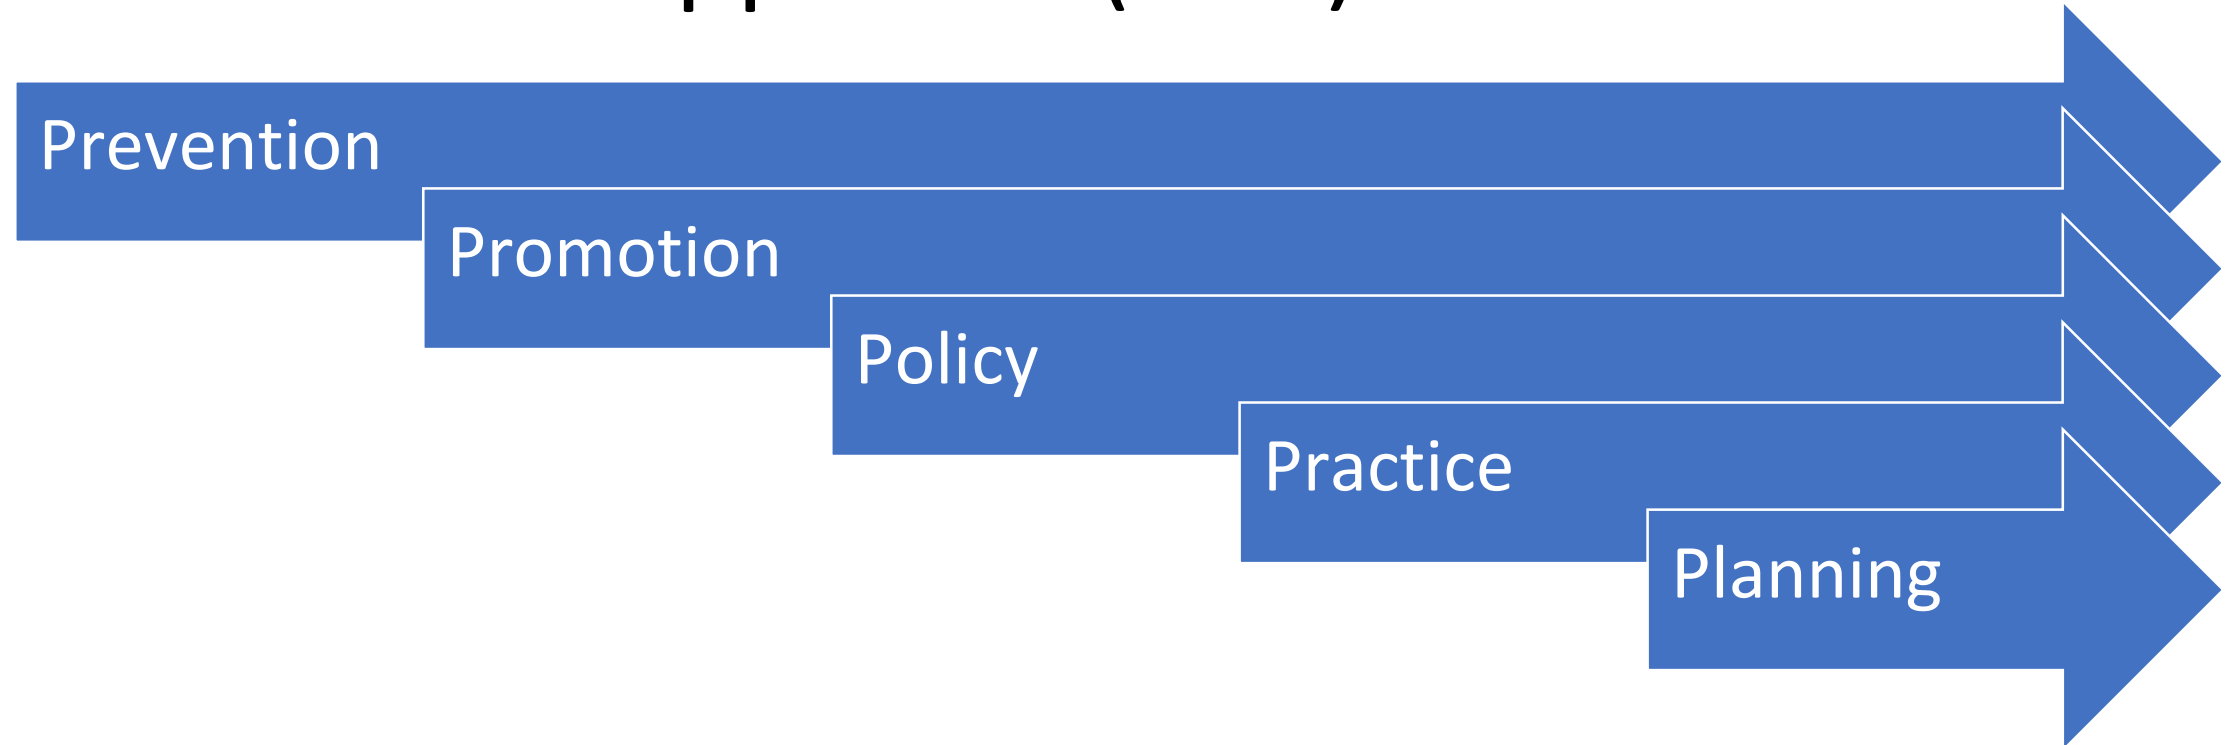 Prevention
Promotion
Policy
Practice
Planning